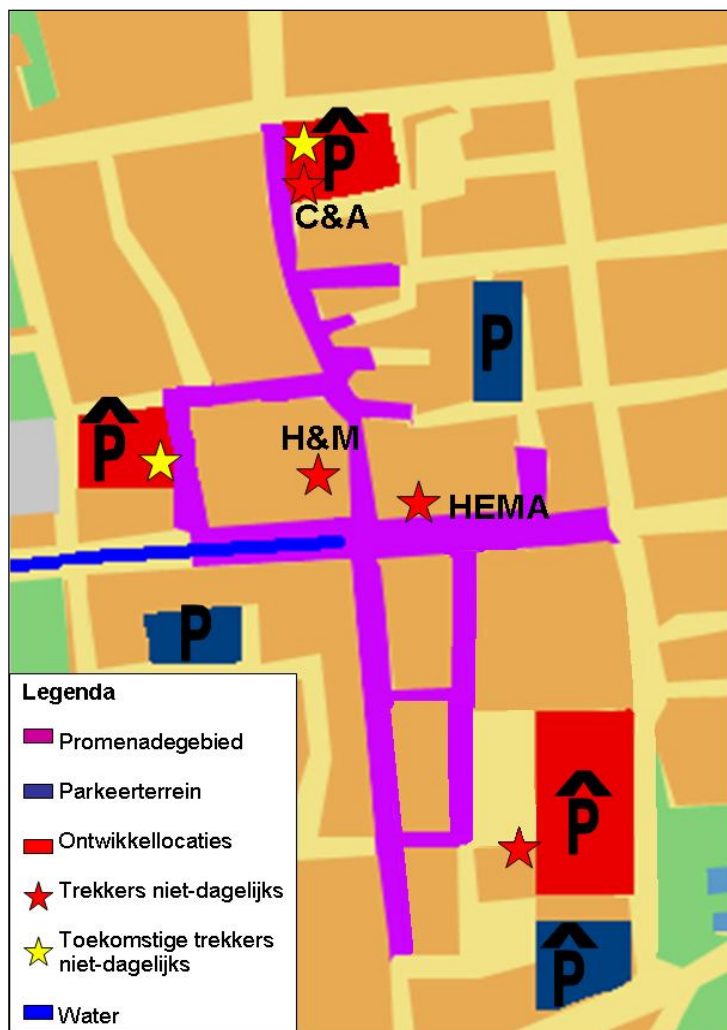 P
C&A
P
P
H&M
HEMA
P
Legenda
Promenadegebied
Parkeerterrein
Ontwikkellocaties
Trekkers niet-dagelijks
Toekomstige trekkers
niet-dagelijks
Water
P
P